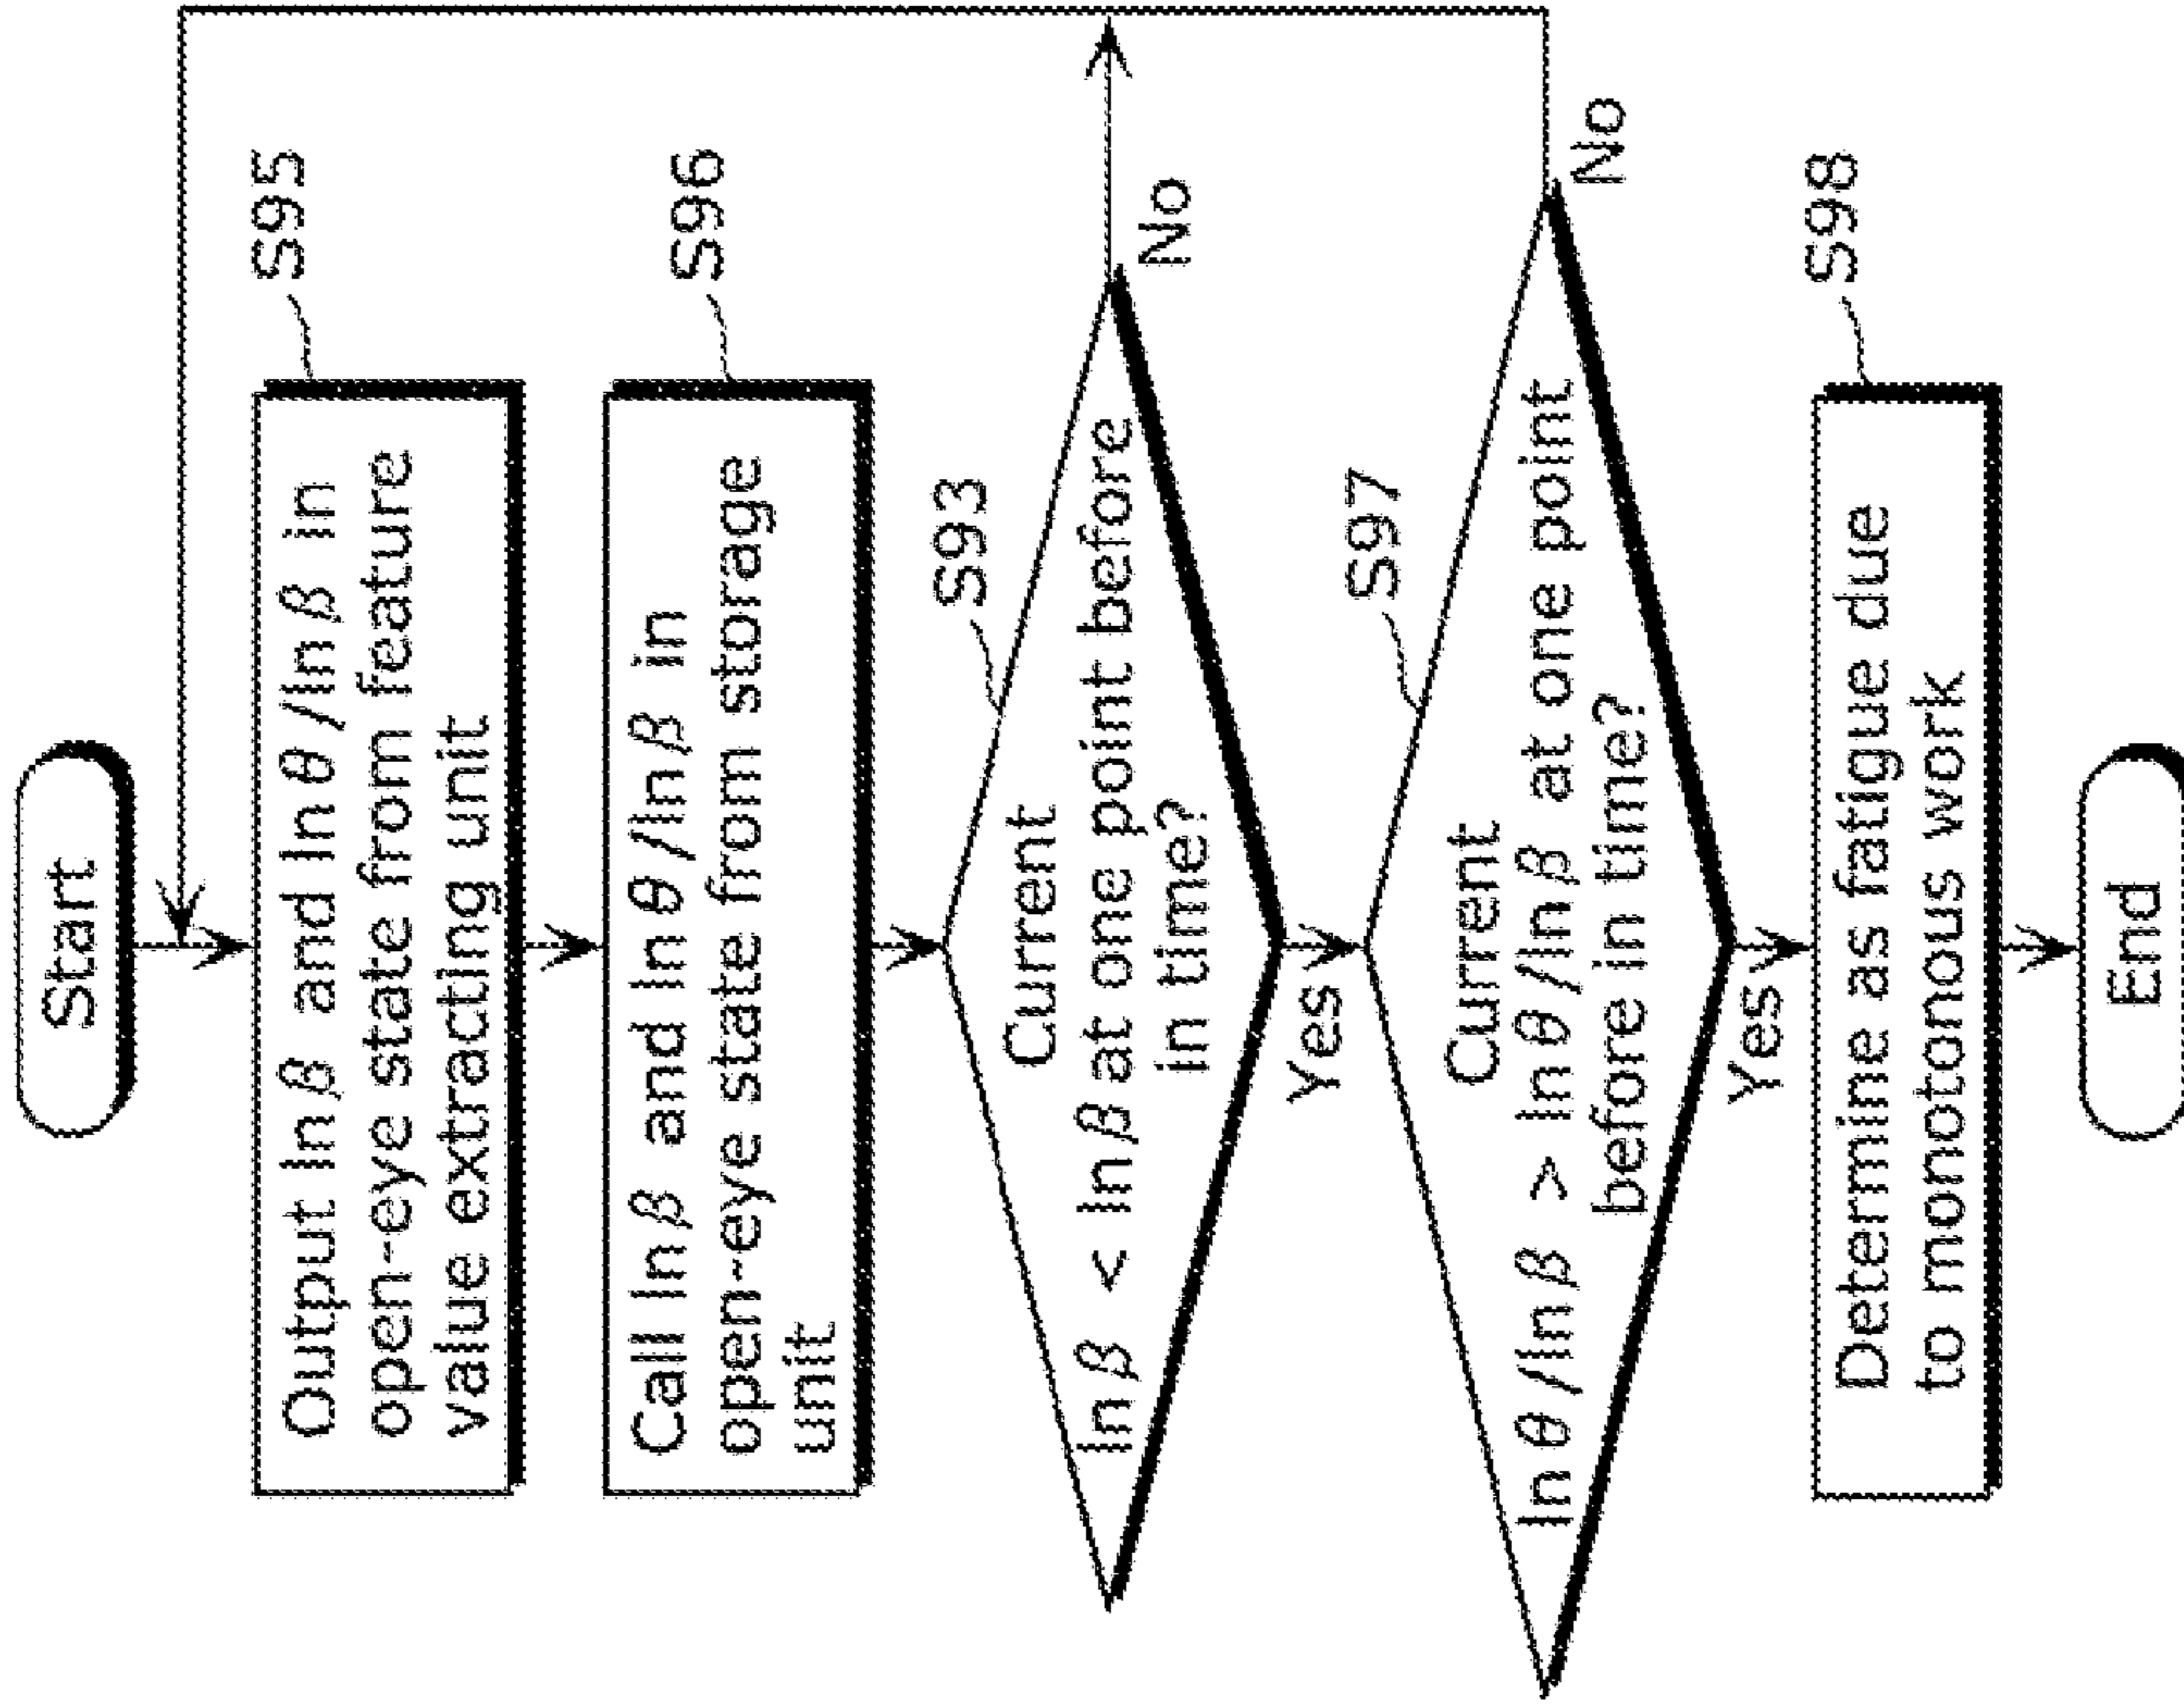 Start
S95
Output ln β and ln θ/ln β in
open-eye state from feature
value extracting unit
S96
Call ln β and ln θ/ln β in
open-eye state from storage
unit
S93
Current
ln β < ln β at one point before
in time?
No
Yes
S97
Current
ln θ/ln β > ln θ/ln β at one point
before in time?
No
Yes
S98
Determine as fatigue due
to monotonous work
End